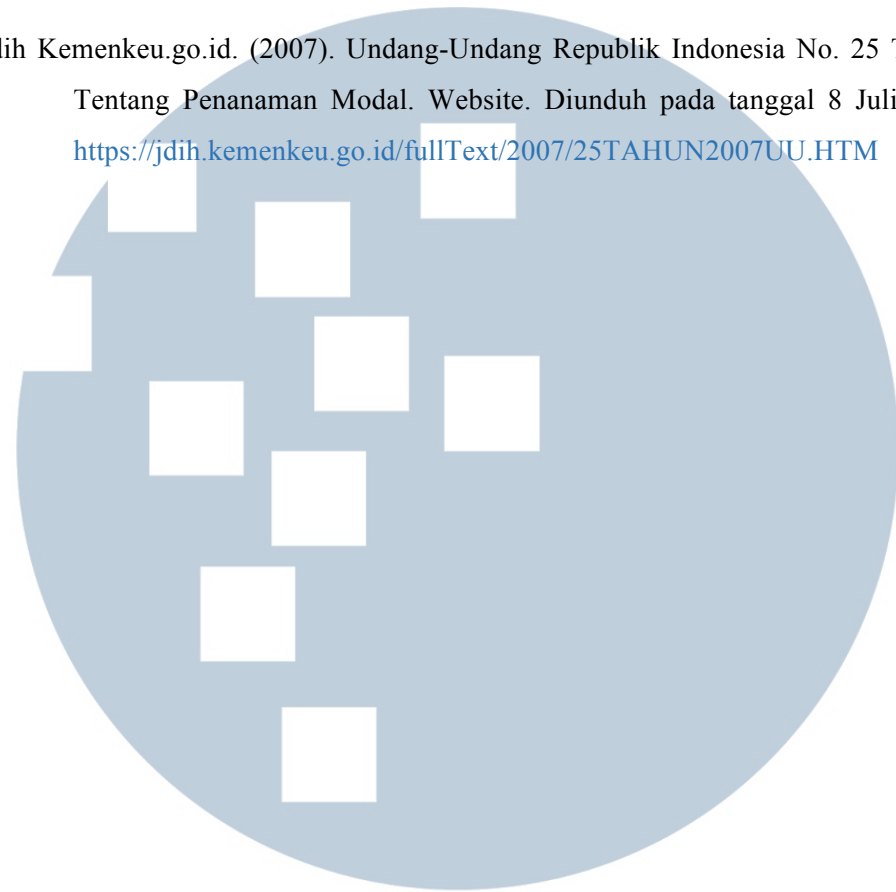 dih Kemenkeu.go.id. (2007). Undang-Undang Republik Indonesia No. 25 T
Tentang Penanaman Modal. Website. Diunduh pada tanggal 8 Juli
https://jdih.kemenkeu.go.id/fullText/2007/25TAHUN2007UU.HTM